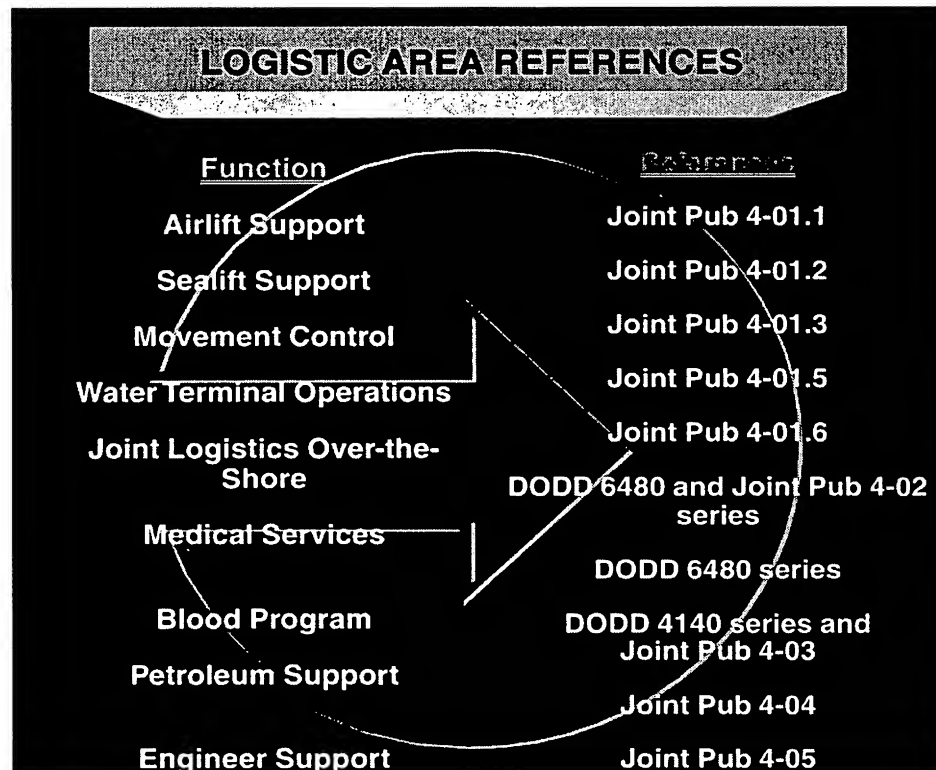 LOGISTIC AREA REFERENCES
Function
References
Airlift Support
Joint Pub 4-01.1
Sealift Support
Joint Pub 4-01.2
Movement Control
Joint Pub 4-01.3
Water Terminal Operations
Joint Pub 4-01.5
Joint Logistics Over-the-
Shore
Joint Pub 4-01.6
Medical Services
DODD 6480 and Joint Pub 4-02
series
Blood Program
DODD 6480 series
Petroleum Support
DODD 4140 series and
Joint Pub 4-03
Engineer Support
Joint Pub 4-04
Joint Pub 4-05